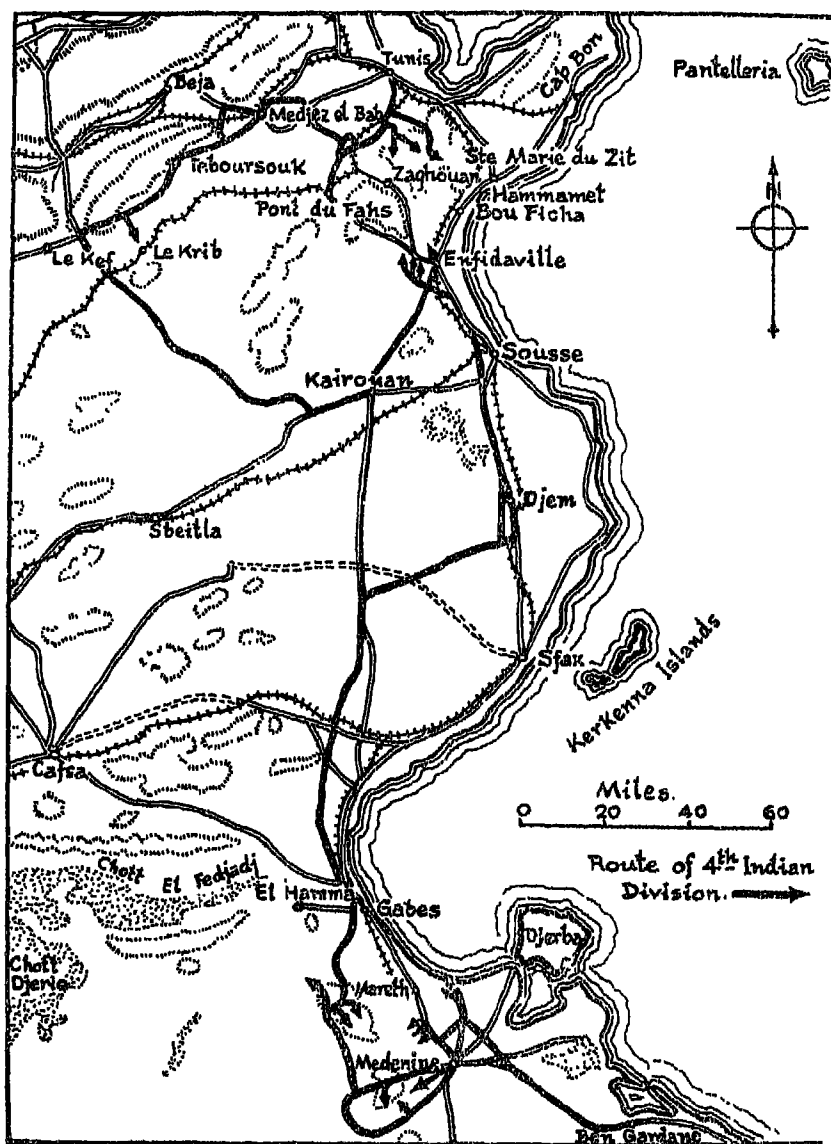 Tunis
Pantelleria
Cap Bon
Beja
Medjez el Bab
Teboursouk
Zaghouan
Ste Marie du Zit
Hammamet
Pont du Fahs
Bou Ficha
N
Le Kef
Le Krib
Enfidaville
Sousse
Kairouan
Djem
Sbeitla
Sfax
Kerkenna Islands
Gafsa
Miles.
0 20 40 60
Chott El Fedjadj
Route of 4th Indian
Division.
El Hamma
Gabes
Djerba
Chott
Djerid
Mareth
Medenine
Ben Gardane